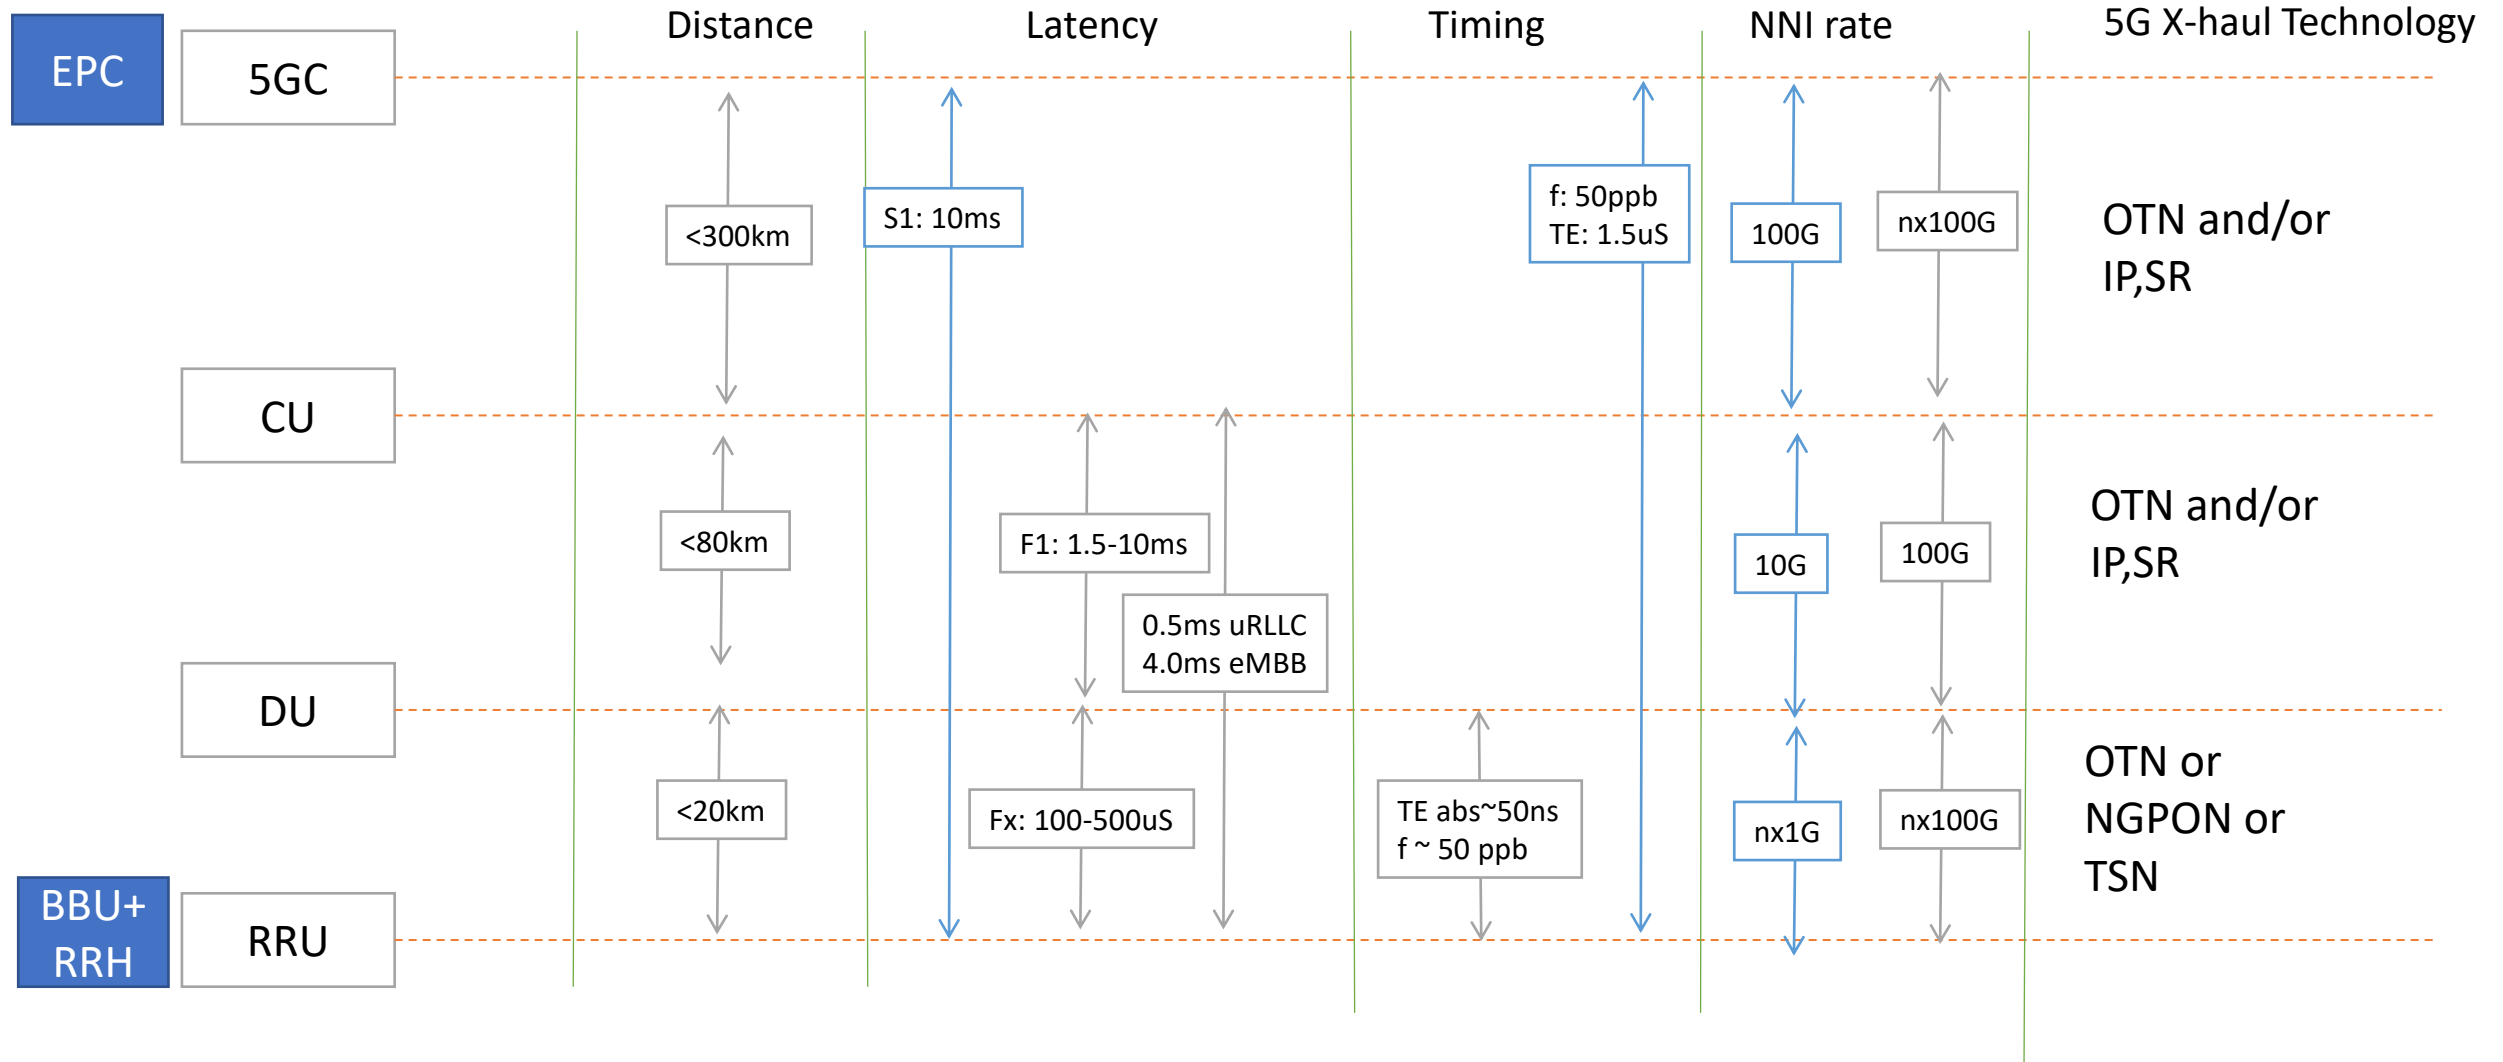 Distance
Latency
Timing
NNI rate
5G X-haul Technology
EPC
5GC
<300km
S1: 10ms
f: 50ppb
TE: 1.5uS
100G
nx100G
OTN and/or
IP,SR
CU
<80km
F1: 1.5-10ms
0.5ms uRLLC
4.0ms eMBB
10G
100G
OTN and/or
IP,SR
DU
<20km
Fx: 100-500uS
TE abs~50ns
f ~ 50 ppb
nx1G
nx100G
OTN or
NGPON or
TSN
BBU+
RRH
RRU